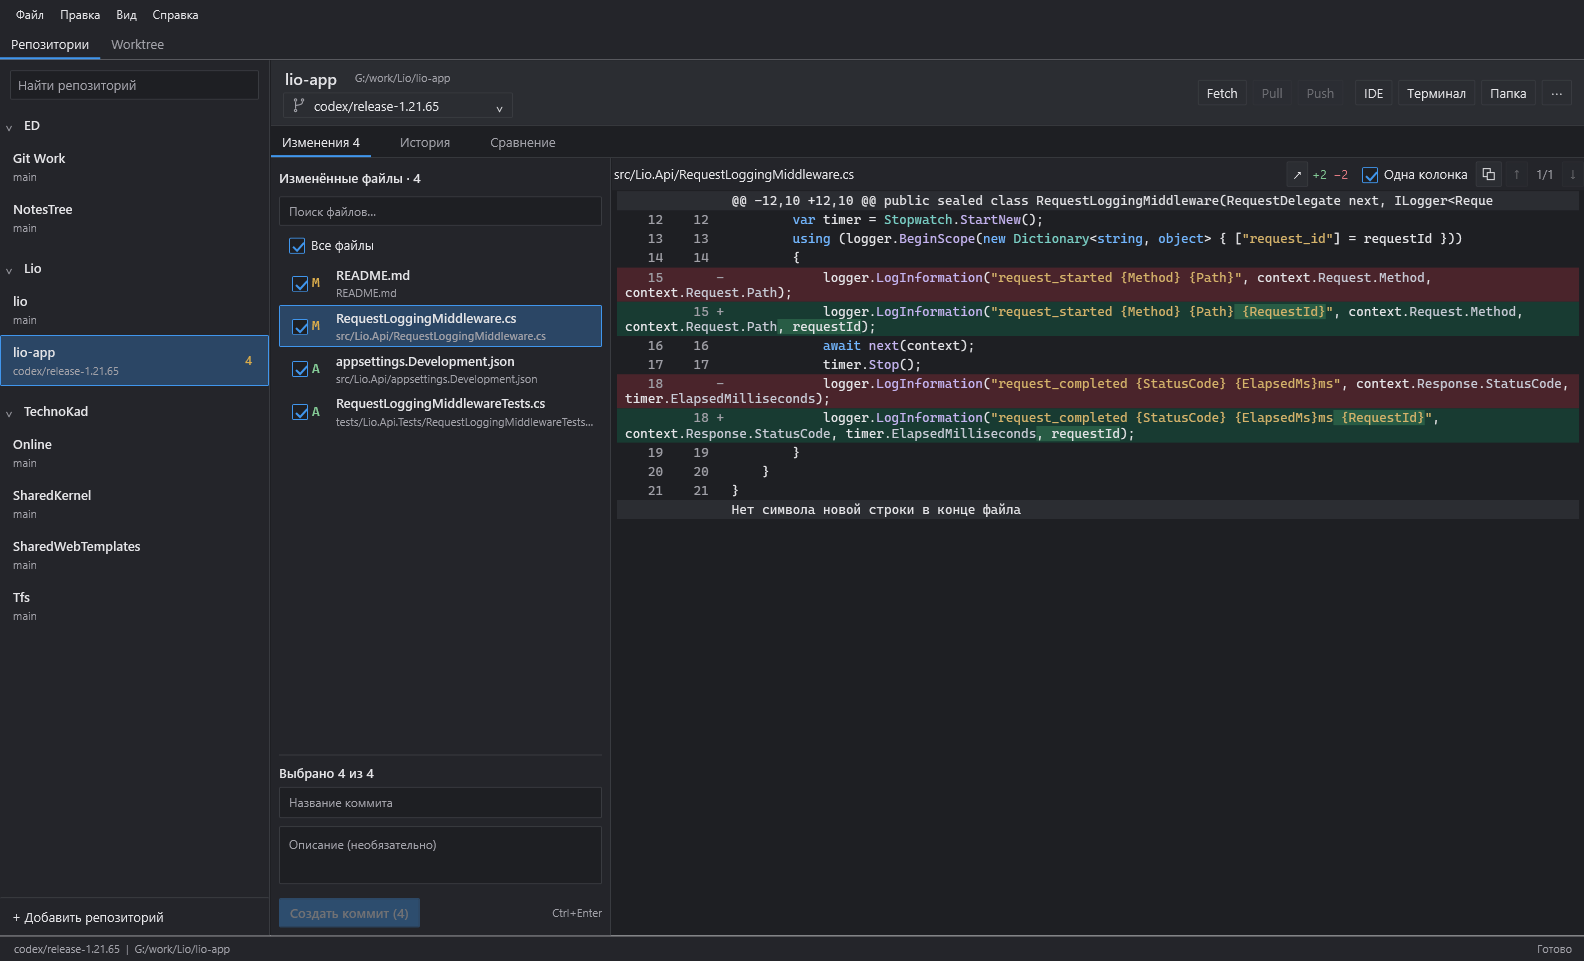 Файл Правка Вид Справка
Репозитории Worktree
Найти репозиторий
ED
Git Work
main
NotesTree
main
Lio
lio
main
lio-app
4
codex/release-1.21.65
TechnoKad
Online
main
SharedKernel
main
SharedWebTemplates
main
Tfs
main
+ Добавить репозиторий
lio-app G:/work/Lio/lio-app
codex/release-1.21.65
Fetch Pull Push IDE Терминал Папка ...
Изменения 4 История Сравнение
Изменённые файлы · 4
Поиск файлов...
Все файлы
M README.md
README.md
M RequestLoggingMiddleware.cs
src/Lio.Api/RequestLoggingMiddleware.cs
A appsettings.Development.json
src/Lio.Api/appsettings.Development.json
A RequestLoggingMiddlewareTests.cs
tests/Lio.Api.Tests/RequestLoggingMiddlewareTests...
Выбрано 4 из 4
Название коммита
Описание (необязательно)
Создать коммит (4) Ctrl+Enter
src/Lio.Api/RequestLoggingMiddleware.cs ↗ +2 −2 Одна колонка ↑ 1/1 ↓
@@ -12,10 +12,10 @@ public sealed class RequestLoggingMiddleware(RequestDelegate next, ILogger<Reque
12 12 var timer = Stopwatch.StartNew();
13 13 using (logger.BeginScope(new Dictionary<string, object> { ["request_id"] = requestId }))
14 14 {
15 − logger.LogInformation("request_started {Method} {Path}", context.Request.Method,
context.Request.Path);
15 + logger.LogInformation("request_started {Method} {Path} {RequestId}", context.Request.Method,
context.Request.Path, requestId);
16 16 await next(context);
17 17 timer.Stop();
18 − logger.LogInformation("request_completed {StatusCode} {ElapsedMs}ms", context.Response.StatusCode,
timer.ElapsedMilliseconds);
18 + logger.LogInformation("request_completed {StatusCode} {ElapsedMs}ms {RequestId}",
context.Response.StatusCode, timer.ElapsedMilliseconds, requestId);
19 19 }
20 20 }
21 21 }
Нет символа новой строки в конце файла
codex/release-1.21.65 | G:/work/Lio/lio-app
Готово